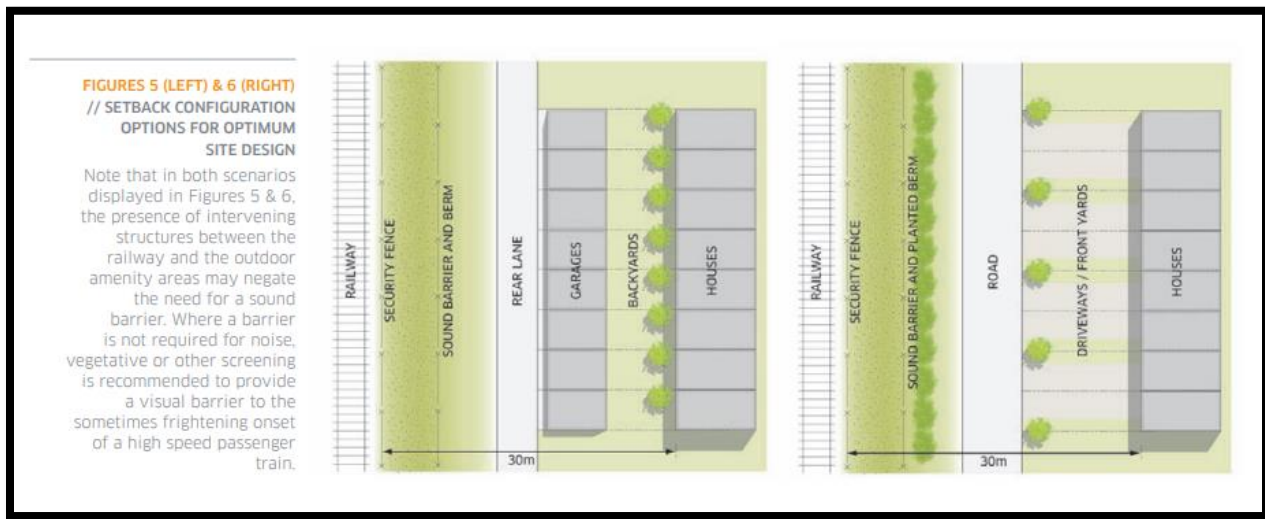 FIGURES 5 (LEFT) & 6 (RIGHT)
// SETBACK CONFIGURATION
OPTIONS FOR OPTIMUM
SITE DESIGN
Note that in both scenarios
displayed in Figures 5 & 6,
the presence of intervening
structures between the
railway and the outdoor
amenity areas may negate
the need for a sound
barrier. Where a barrier
is not required for noise,
vegetative or other screening
is recommended to provide
a visual barrier to the
sometimes frightening onset
of a high speed passenger
train.
RAILWAY
SECURITY FENCE
SOUND BARRIER AND BERM
REAR LANE
GARAGES
BACKYARDS
HOUSES
30m
RAILWAY
SECURITY FENCE
SOUND BARRIER AND PLANTED BERM
ROAD
DRIVEWAYS / FRONT YARDS
HOUSES
30m